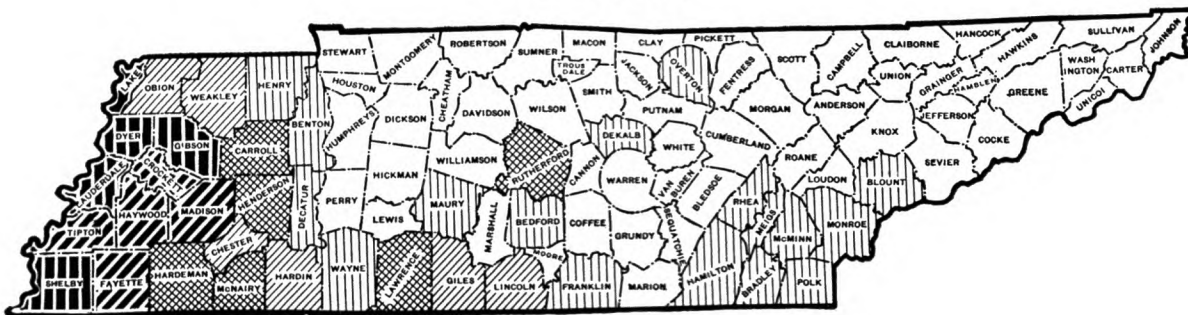 LAKE
OBION
WEAKLEY
HENRY
STEWART
MONTGOMERY
ROBERTSON
SUMNER
MACON
TROUS
DALE
CLAY
PICKETT
JACKSON
OVERTON
FENTRESS
SCOTT
CAMPBELL
CLAIBORNE
HANCOCK
HAWKINS
SULLIVAN
JOHNSON
DYER
GIBSON
CARROLL
BENTON
HOUSTON
HUMPHREYS
DICKSON
CHEATHAM
DAVIDSON
WILSON
SMITH
PUTNAM
MORGAN
ANDERSON
UNION
GRAINGER
HAMBLEN
GREENE
WASH
INGTON
CARTER
UNICOI
LAUDERDALE
CROCKETT
HAYWOOD
MADISON
HENDERSON
DECATUR
PERRY
HICKMAN
WILLIAMSON
RUTHERFORD
CANNON
DEKALB
WHITE
WARREN
VAN
BUREN
CUMBERLAND
BLEDSOE
ROANE
LOUDON
KNOX
JEFFERSON
SEVIER
COCKE
BLOUNT
TIPTON
CHESTER
LEWIS
MAURY
MARSHALL
BEDFORD
COFFEE
GRUNDY
SEQUATCHIE
RHEA
MEIGS
McMINN
MONROE
SHELBY
FAYETTE
HARDEMAN
McNAIRY
HARDIN
WAYNE
LAWRENCE
GILES
LINCOLN
MOORE
FRANKLIN
MARION
HAMILTON
BRADLEY
POLK